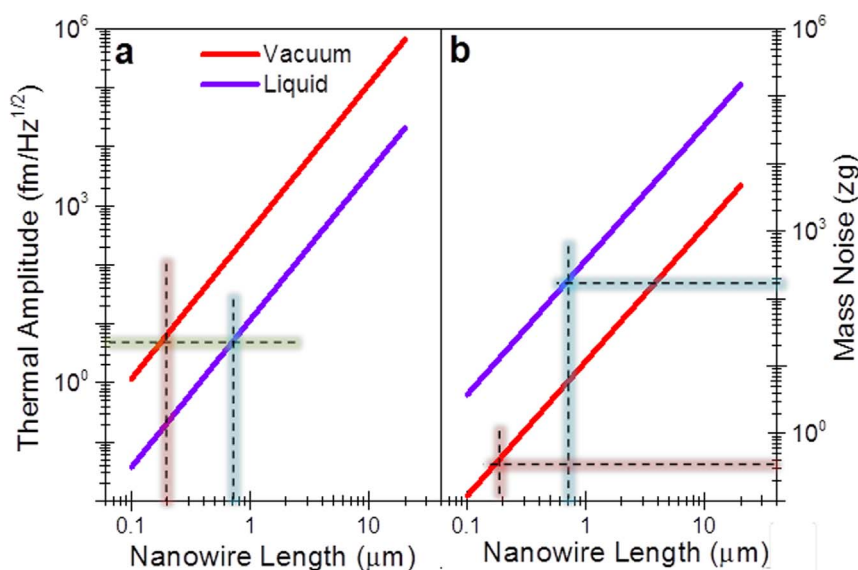 a
Vacuum
Liquid
Thermal Amplitude (fm/Hz^1/2)
10^6
10^3
10^0
0.1 1 10
Nanowire Length (μm)
b
10^6
10^3
10^0
Mass Noise (zg)
0.1 1 10
Nanowire Length (μm)